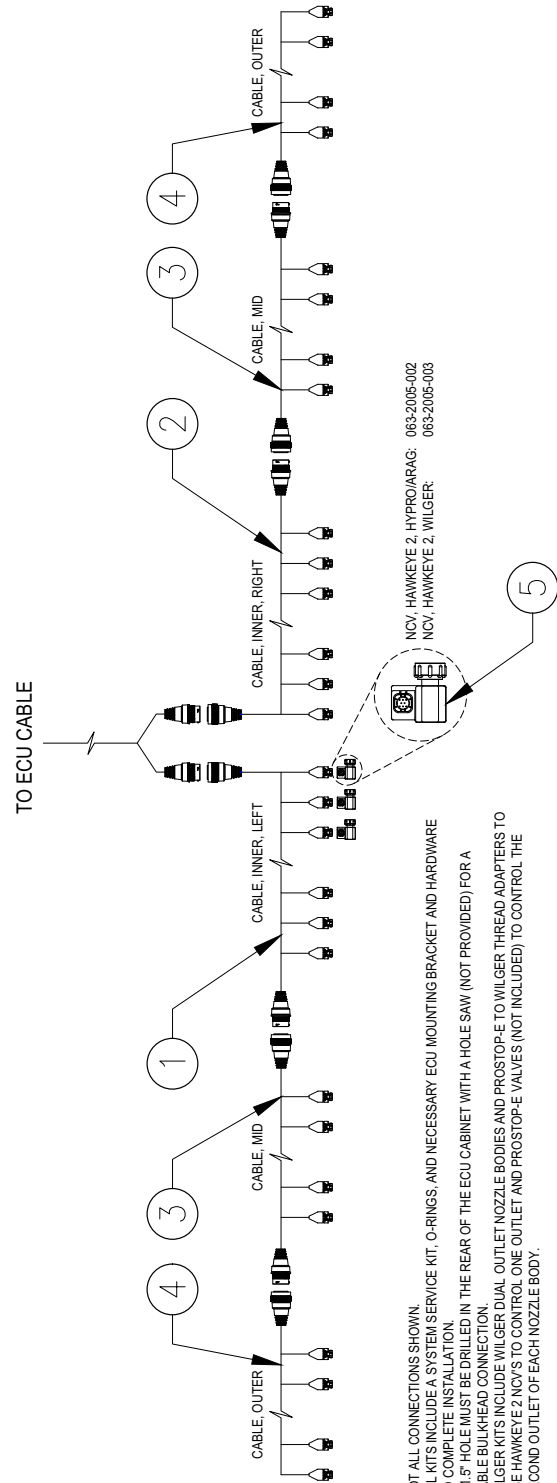 TO ECU CABLE
4
3
1
2
3
4
CABLE, OUTER
CABLE, MID
CABLE, INNER, LEFT
CABLE, INNER, RIGHT
CABLE, MID
CABLE, OUTER
NCV, HAWKEYE 2, HYPRO/ARAG: 063-2005-002
NCV, HAWKEYE 2, WILGER: 063-2005-003
5
OT ALL CONNECTIONS SHOWN.
L KITS INCLUDE A SYSTEM SERVICE KIT, O-RINGS, AND NECESSARY ECU MOUNTING BRACKET AND HARDWARE
COMPLETE INSTALLATION.
1.5" HOLE MUST BE DRILLED IN THE REAR OF THE ECU CABINET WITH A HOLE SAW (NOT PROVIDED) FOR A
BLE BULKHEAD CONNECTION.
LGER KITS INCLUDE WILGER DUAL OUTLET NOZZLE BODIES AND PROSTOP-E TO WILGER THREAD ADAPTERS TO
E HAWKEYE 2 NCV'S TO CONTROL ONE OUTLET AND PROSTOP-E VALVES (NOT INCLUDED) TO CONTROL THE
COND OUTLET OF EACH NOZZLE BODY.